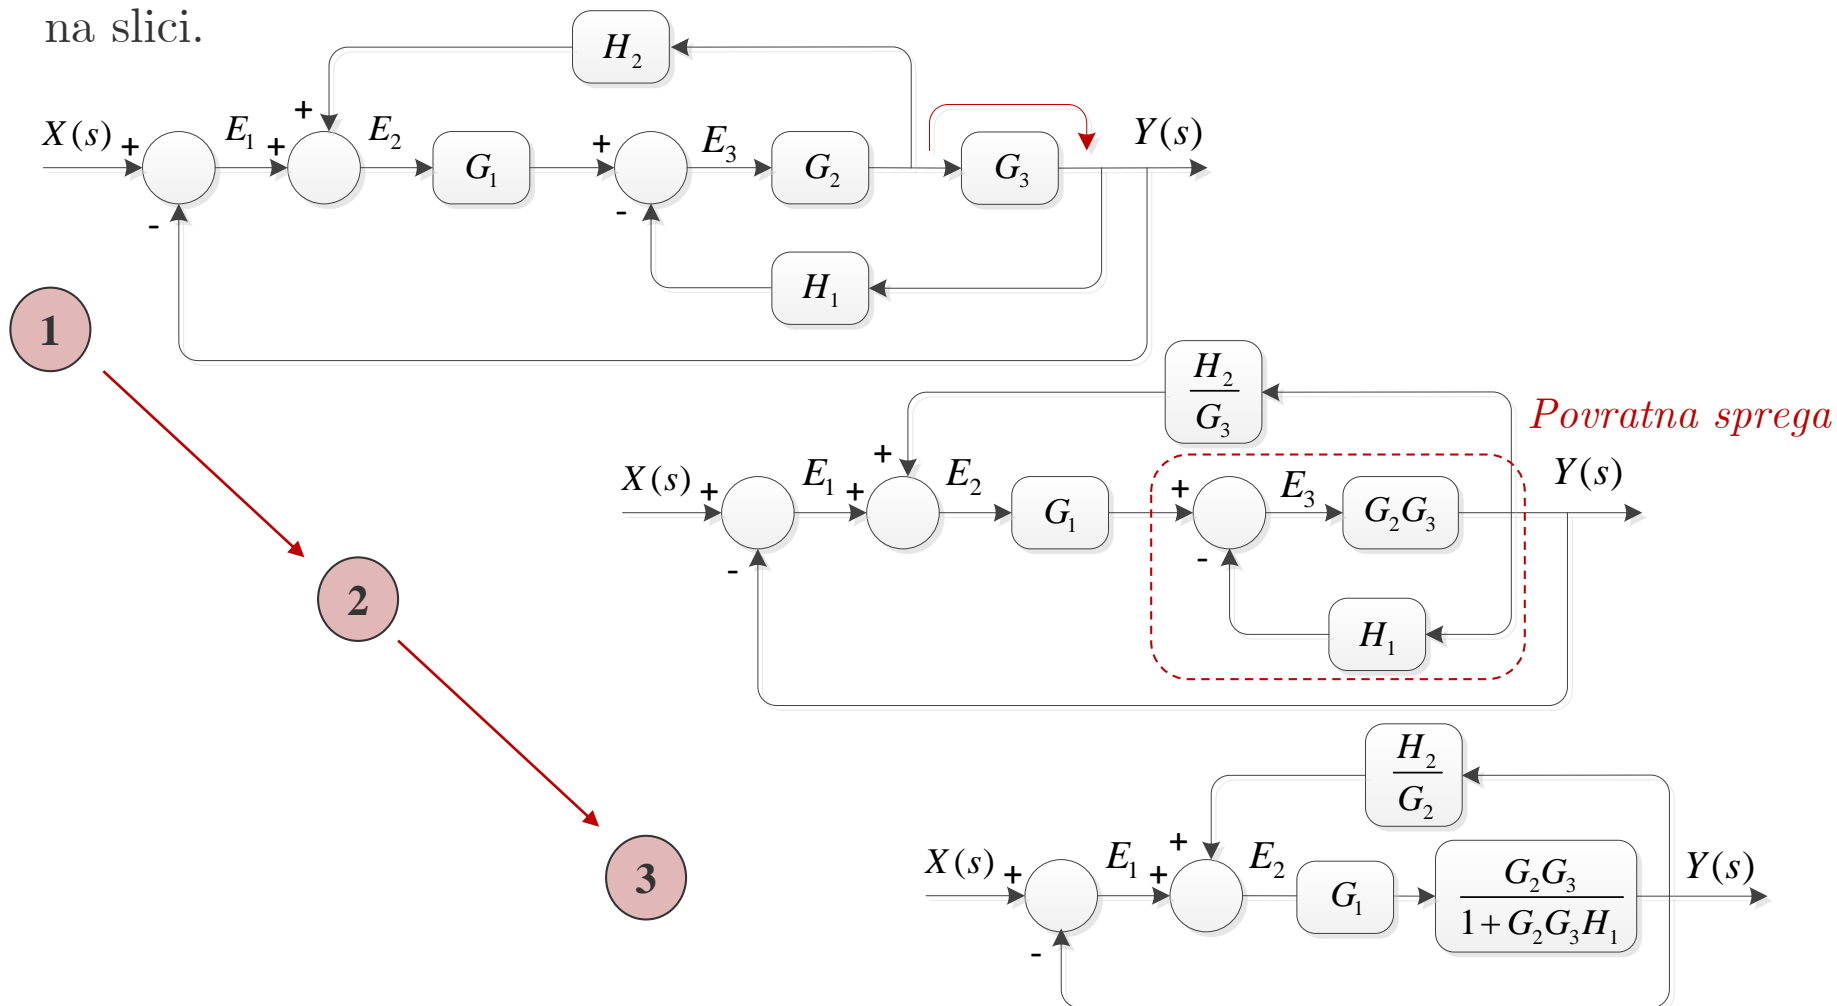 na slici.
H₂
X(s) + E₁ + + E₂ G₁ + E₃ G₂ G₃ Y(s)
- -
H₁
1
H₂/G₃
Povratna sprega
X(s) + E₁ + + E₂ G₁ + E₃ G₂G₃ Y(s)
- -
2
H₁
H₂/G₂
X(s) + E₁ + + E₂ G₁ G₂G₃/1+G₂G₃H₁ Y(s)
3
-